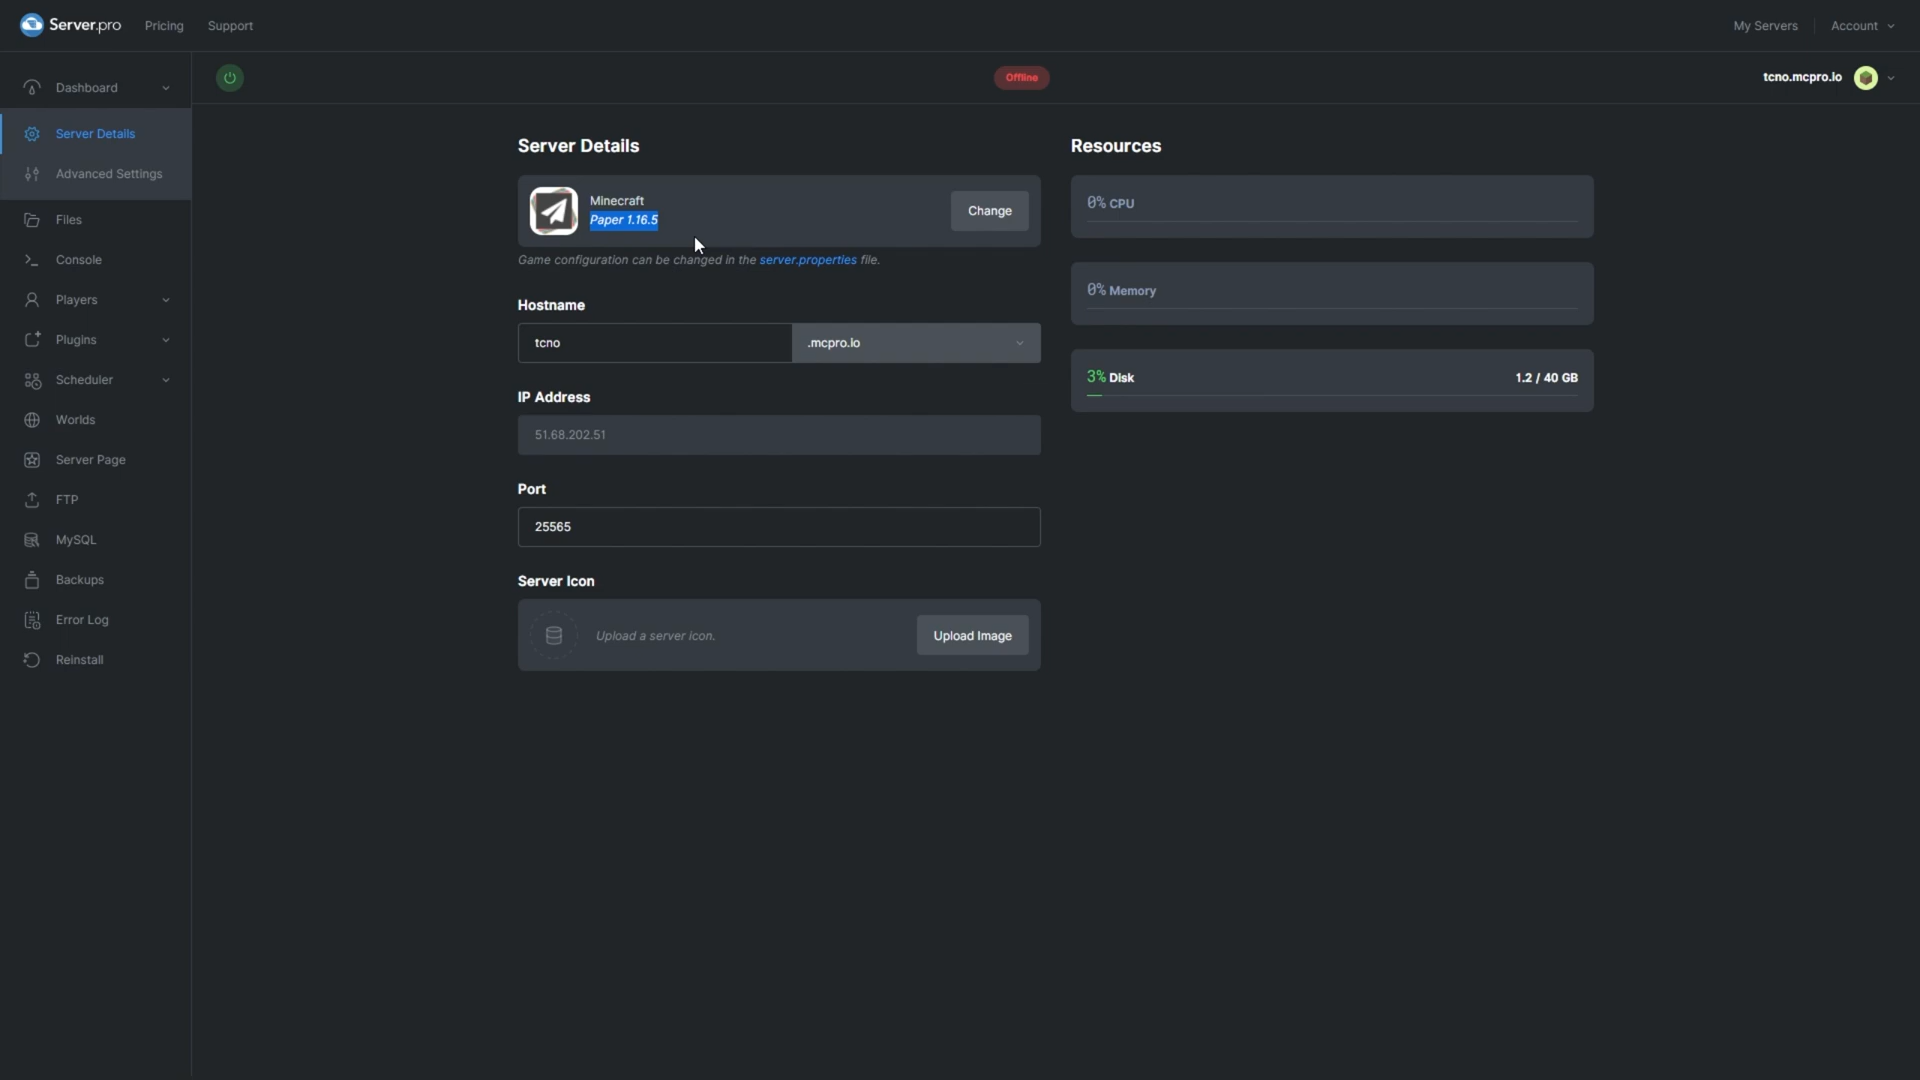 Server.pro
Pricing
Support
My Servers
Account
Offline
tcno.mcpro.io
Dashboard
Server Details
Advanced Settings
Files
Console
Players
Plugins
Scheduler
Worlds
Server Page
FTP
MySQL
Backups
Error Log
Reinstall
Server Details
Minecraft
Paper 1.16.5
Change
Game configuration can be changed in the server.properties file.
Hostname
tcno
.mcpro.io
IP Address
51.68.202.51
Port
25565
Server Icon
Upload a server icon.
Upload Image
Resources
0% CPU
0% Memory
3% Disk
1.2 / 40 GB